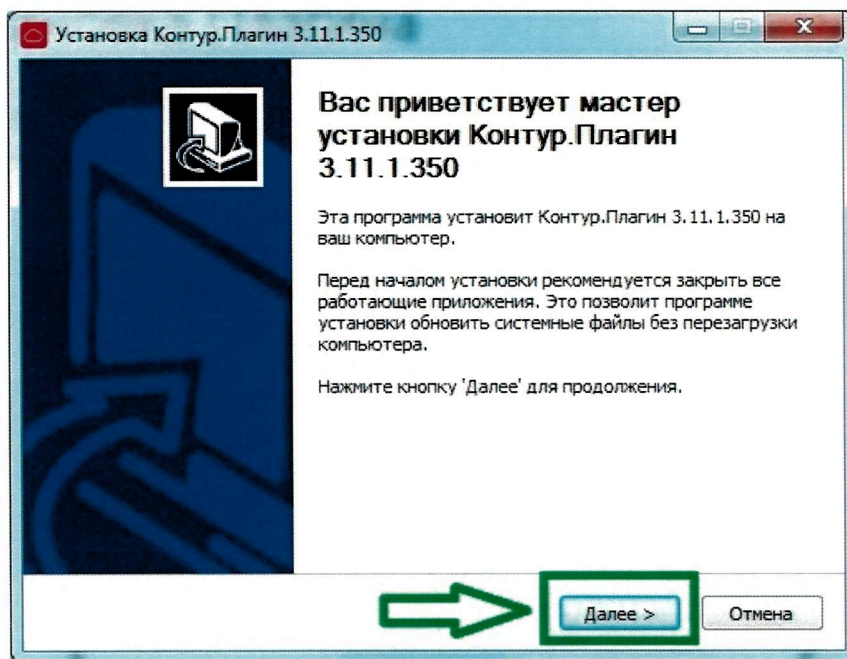 Установка Контур.Плагин 3.11.1.350
Вас приветствует мастер
установки Контур.Плагин
3.11.1.350
Эта программа установит Контур.Плагин 3.11.1.350 на
ваш компьютер.
Перед началом установки рекомендуется закрыть все
работающие приложения. Это позволит программе
установки обновить системные файлы без перезагрузки
компьютера.
Нажмите кнопку 'Далее' для продолжения.
Далее >
Отмена